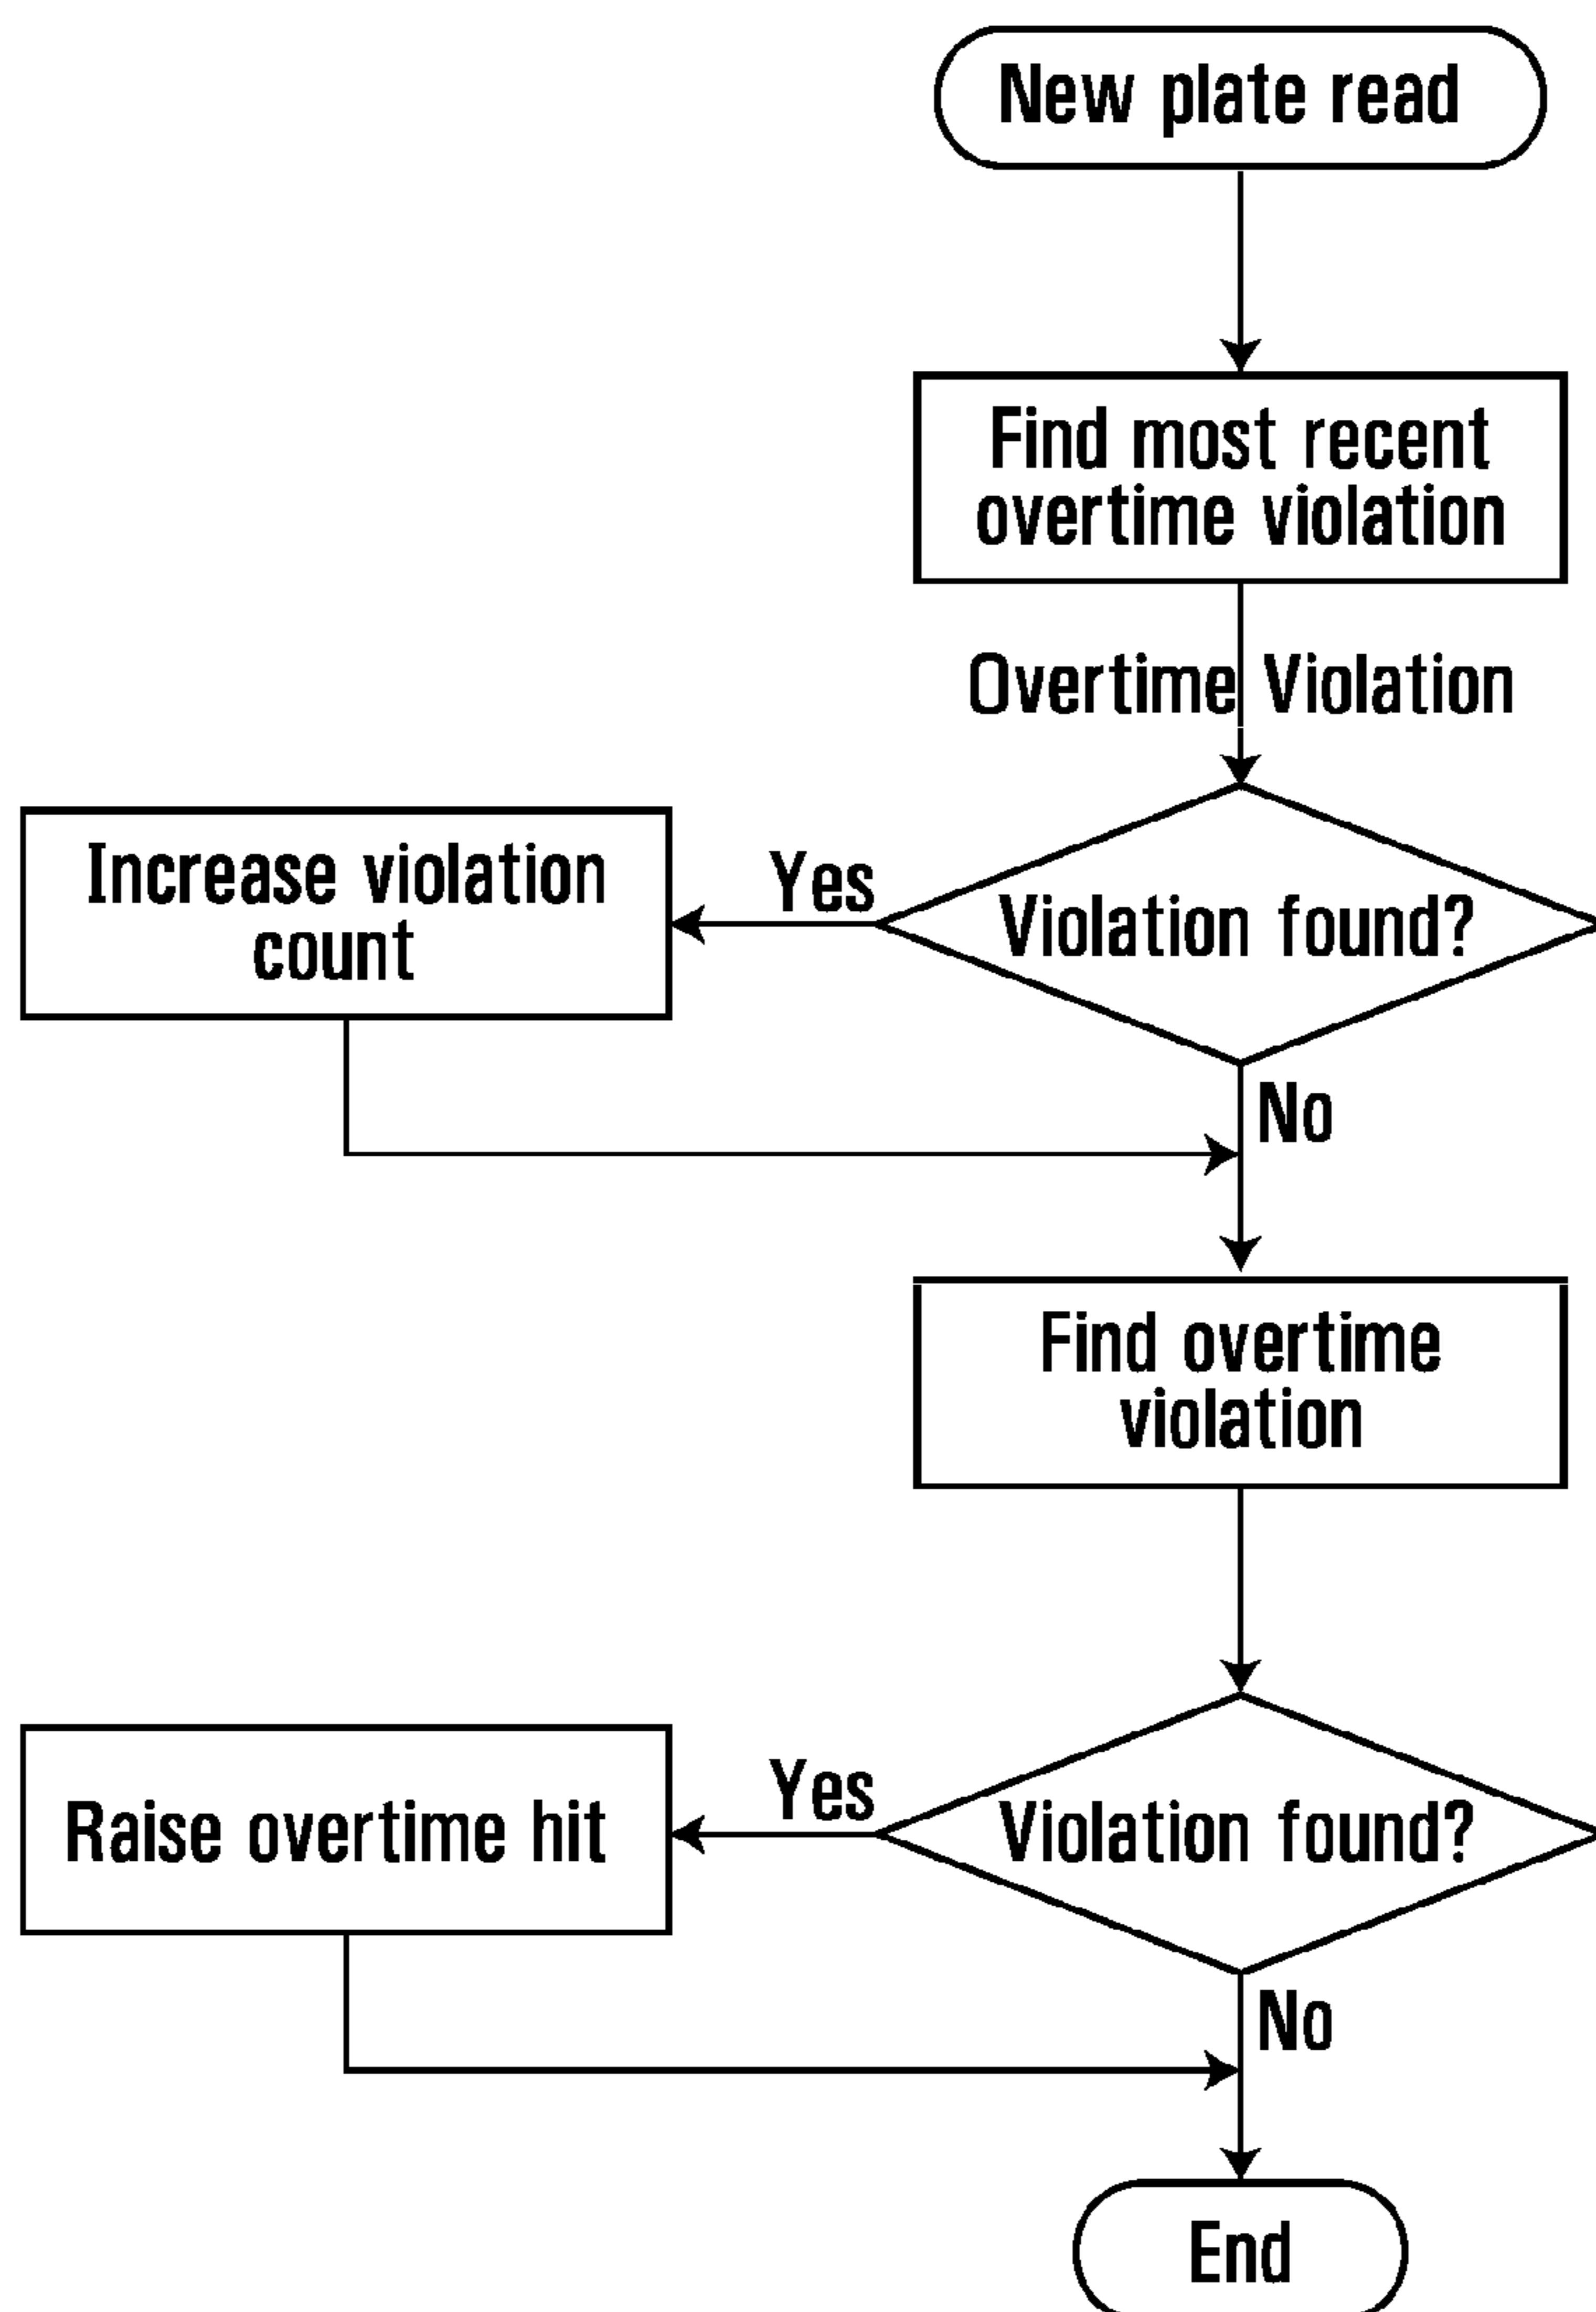 New plate read
Find most recent
overtime violation
Overtime Violation
Violation found?
Yes
Increase violation
count
No
Find overtime
violation
Violation found?
Yes
Raise overtime hit
No
End